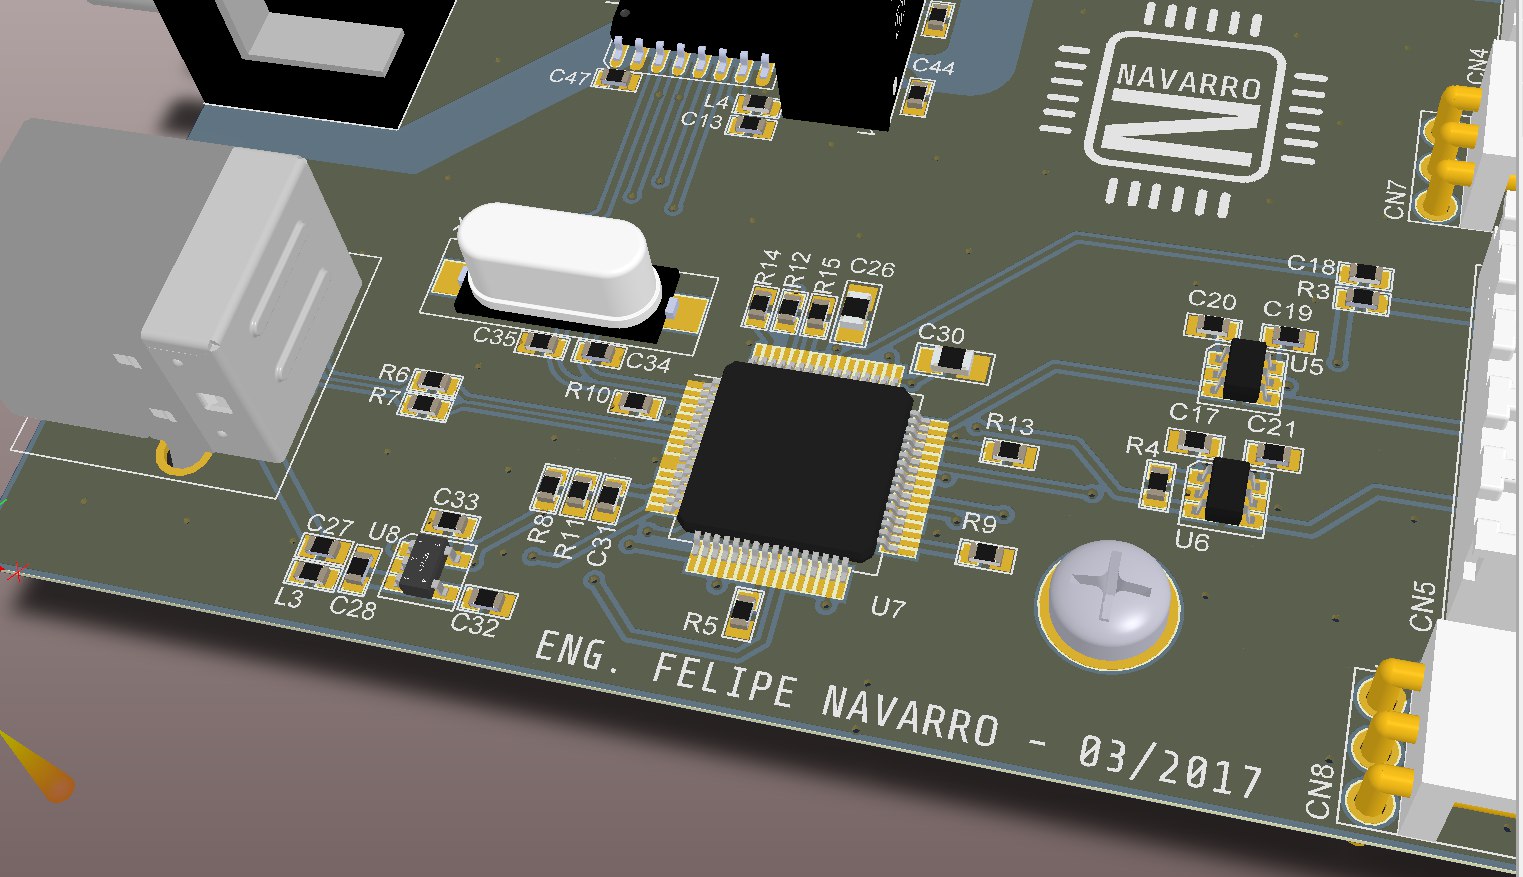 CN4
C44
C47
NAVARRO
L4
C13
CN7
R14
R12
R15
C26
C18
R3
C20
C19
C35
C34
C30
U5
R6
R7
R10
C17
C21
R13
R4
C33
C27
U8
R8
R11
C31
R9
U6
L3
C28
C32
R5
U7
CN5
ENG. FELIPE NAVARRO - 03/2017
CN8